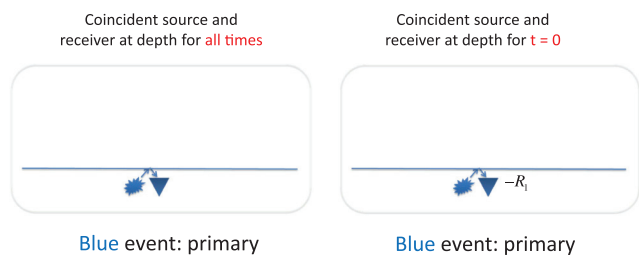 Coincident source and
receiver at depth for all times
Blue event: primary
Coincident source and
receiver at depth for t = 0
–R₁
Blue event: primary